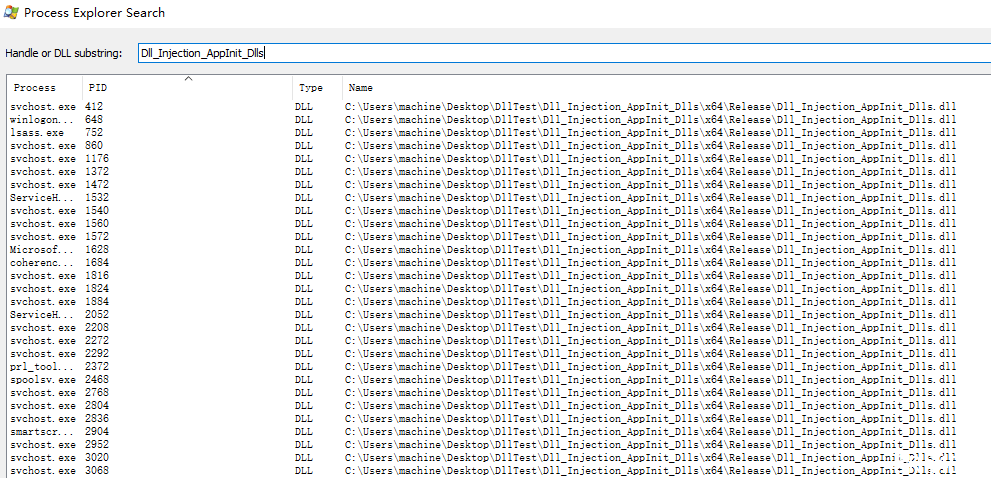 Process Explorer Search
Handle or DLL substring: Dll_Injection_AppInit_Dlls
Process PID Type Name
svchost.exe 412 DLL C:\Users\machine\Desktop\DllTest\Dll_Injection_AppInit_Dlls\x64\Release\Dll_Injection_AppInit_Dlls.dll
winlogon... 648 DLL C:\Users\machine\Desktop\DllTest\Dll_Injection_AppInit_Dlls\x64\Release\Dll_Injection_AppInit_Dlls.dll
lsass.exe 752 DLL C:\Users\machine\Desktop\DllTest\Dll_Injection_AppInit_Dlls\x64\Release\Dll_Injection_AppInit_Dlls.dll
svchost.exe 860 DLL C:\Users\machine\Desktop\DllTest\Dll_Injection_AppInit_Dlls\x64\Release\Dll_Injection_AppInit_Dlls.dll
svchost.exe 1176 DLL C:\Users\machine\Desktop\DllTest\Dll_Injection_AppInit_Dlls\x64\Release\Dll_Injection_AppInit_Dlls.dll
svchost.exe 1372 DLL C:\Users\machine\Desktop\DllTest\Dll_Injection_AppInit_Dlls\x64\Release\Dll_Injection_AppInit_Dlls.dll
svchost.exe 1472 DLL C:\Users\machine\Desktop\DllTest\Dll_Injection_AppInit_Dlls\x64\Release\Dll_Injection_AppInit_Dlls.dll
ServiceH... 1532 DLL C:\Users\machine\Desktop\DllTest\Dll_Injection_AppInit_Dlls\x64\Release\Dll_Injection_AppInit_Dlls.dll
svchost.exe 1540 DLL C:\Users\machine\Desktop\DllTest\Dll_Injection_AppInit_Dlls\x64\Release\Dll_Injection_AppInit_Dlls.dll
svchost.exe 1560 DLL C:\Users\machine\Desktop\DllTest\Dll_Injection_AppInit_Dlls\x64\Release\Dll_Injection_AppInit_Dlls.dll
svchost.exe 1572 DLL C:\Users\machine\Desktop\DllTest\Dll_Injection_AppInit_Dlls\x64\Release\Dll_Injection_AppInit_Dlls.dll
Microsof... 1628 DLL C:\Users\machine\Desktop\DllTest\Dll_Injection_AppInit_Dlls\x64\Release\Dll_Injection_AppInit_Dlls.dll
coherenc... 1684 DLL C:\Users\machine\Desktop\DllTest\Dll_Injection_AppInit_Dlls\x64\Release\Dll_Injection_AppInit_Dlls.dll
svchost.exe 1816 DLL C:\Users\machine\Desktop\DllTest\Dll_Injection_AppInit_Dlls\x64\Release\Dll_Injection_AppInit_Dlls.dll
svchost.exe 1824 DLL C:\Users\machine\Desktop\DllTest\Dll_Injection_AppInit_Dlls\x64\Release\Dll_Injection_AppInit_Dlls.dll
svchost.exe 1884 DLL C:\Users\machine\Desktop\DllTest\Dll_Injection_AppInit_Dlls\x64\Release\Dll_Injection_AppInit_Dlls.dll
ServiceH... 2052 DLL C:\Users\machine\Desktop\DllTest\Dll_Injection_AppInit_Dlls\x64\Release\Dll_Injection_AppInit_Dlls.dll
svchost.exe 2208 DLL C:\Users\machine\Desktop\DllTest\Dll_Injection_AppInit_Dlls\x64\Release\Dll_Injection_AppInit_Dlls.dll
svchost.exe 2272 DLL C:\Users\machine\Desktop\DllTest\Dll_Injection_AppInit_Dlls\x64\Release\Dll_Injection_AppInit_Dlls.dll
svchost.exe 2292 DLL C:\Users\machine\Desktop\DllTest\Dll_Injection_AppInit_Dlls\x64\Release\Dll_Injection_AppInit_Dlls.dll
prl_tool... 2372 DLL C:\Users\machine\Desktop\DllTest\Dll_Injection_AppInit_Dlls\x64\Release\Dll_Injection_AppInit_Dlls.dll
spoolsv.exe 2468 DLL C:\Users\machine\Desktop\DllTest\Dll_Injection_AppInit_Dlls\x64\Release\Dll_Injection_AppInit_Dlls.dll
svchost.exe 2768 DLL C:\Users\machine\Desktop\DllTest\Dll_Injection_AppInit_Dlls\x64\Release\Dll_Injection_AppInit_Dlls.dll
svchost.exe 2804 DLL C:\Users\machine\Desktop\DllTest\Dll_Injection_AppInit_Dlls\x64\Release\Dll_Injection_AppInit_Dlls.dll
svchost.exe 2836 DLL C:\Users\machine\Desktop\DllTest\Dll_Injection_AppInit_Dlls\x64\Release\Dll_Injection_AppInit_Dlls.dll
smartscr... 2904 DLL C:\Users\machine\Desktop\DllTest\Dll_Injection_AppInit_Dlls\x64\Release\Dll_Injection_AppInit_Dlls.dll
svchost.exe 2952 DLL C:\Users\machine\Desktop\DllTest\Dll_Injection_AppInit_Dlls\x64\Release\Dll_Injection_AppInit_Dlls.dll
svchost.exe 3020 DLL C:\Users\machine\Desktop\DllTest\Dll_Injection_AppInit_Dlls\x64\Release\Dll_Injection_AppInit_Dlls.dll
svchost.exe 3068 DLL C:\Users\machine\Desktop\DllTest\Dll_Injection_AppInit_Dlls\x64\Release\Dll_Injection_AppInit_Dlls.dll